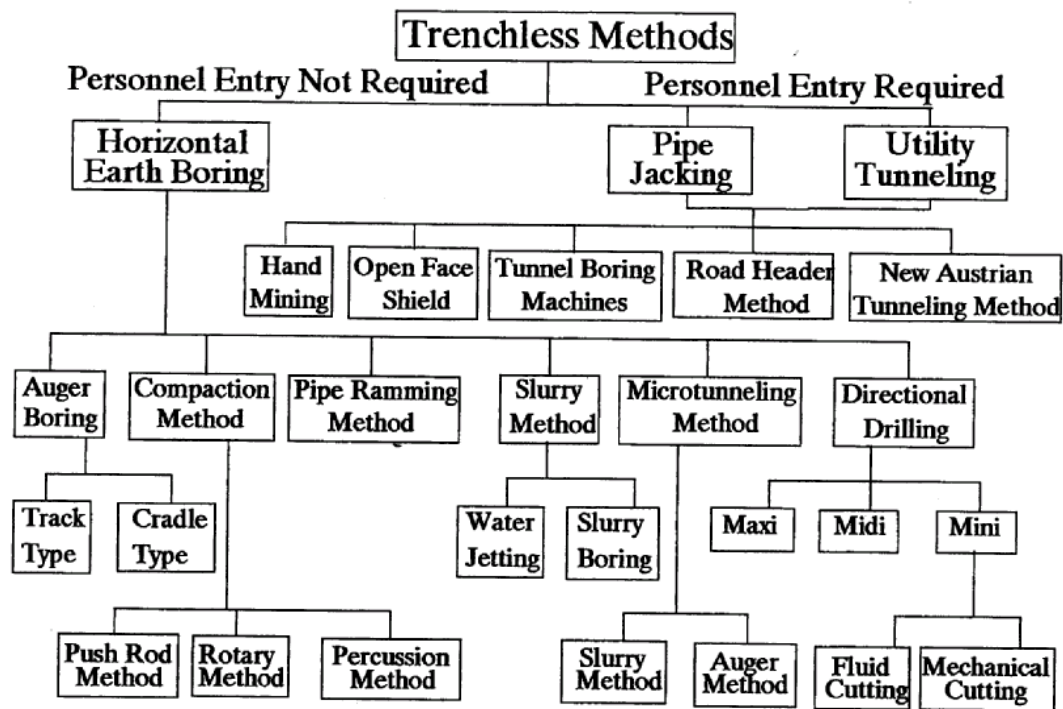 Trenchless Methods
Personnel Entry Not Required
Personnel Entry Required
Horizontal
Earth Boring
Pipe
Jacking
Utility
Tunneling
Hand
Mining
Open Face
Shield
Tunnel Boring
Machines
Road Header
Method
New Austrian
Tunneling Method
Auger
Boring
Compaction
Method
Pipe Ramming
Method
Slurry
Method
Microtunneling
Method
Directional
Drilling
Track
Type
Cradle
Type
Water
Jetting
Slurry
Boring
Maxi
Midi
Mini
Push Rod
Method
Rotary
Method
Percussion
Method
Slurry
Method
Auger
Method
Fluid
Cutting
Mechanical
Cutting